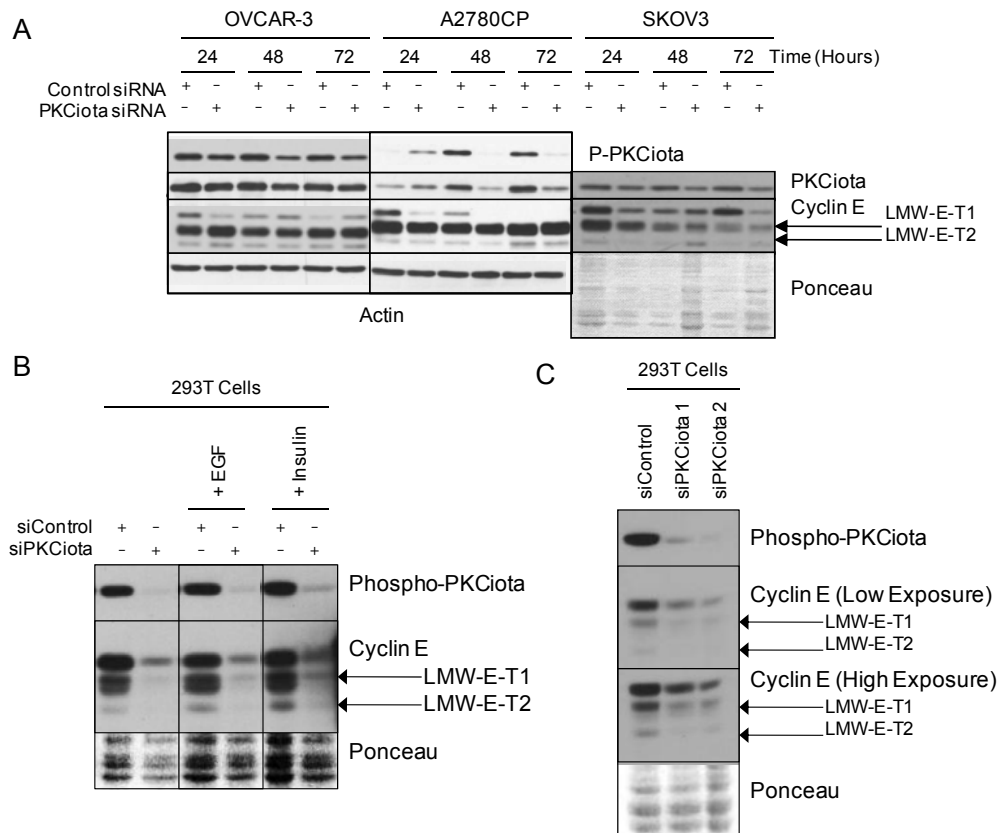 A
OVCAR-3 A2780CP SKOV3
24 48 72 24 48 72 24 48 72 Time (Hours)
Control siRNA + - + - + - + - + - + - + - + - + -
PKCiota siRNA - + - + - + - + - + - + - + - + - +
P-PKCiota
PKCiota
Cyclin E
LMW-E-T1
LMW-E-T2
Ponceau
Actin
B
293T Cells
+ EGF
+ Insulin
siControl + - + - + -
siPKCiota - + - + - +
Phospho-PKCiota
Cyclin E
LMW-E-T1
LMW-E-T2
Ponceau
C
293T Cells
siControl
siPKCiota 1
siPKCiota 2
Phospho-PKCiota
Cyclin E (Low Exposure)
LMW-E-T1
LMW-E-T2
Cyclin E (High Exposure)
LMW-E-T1
LMW-E-T2
Ponceau